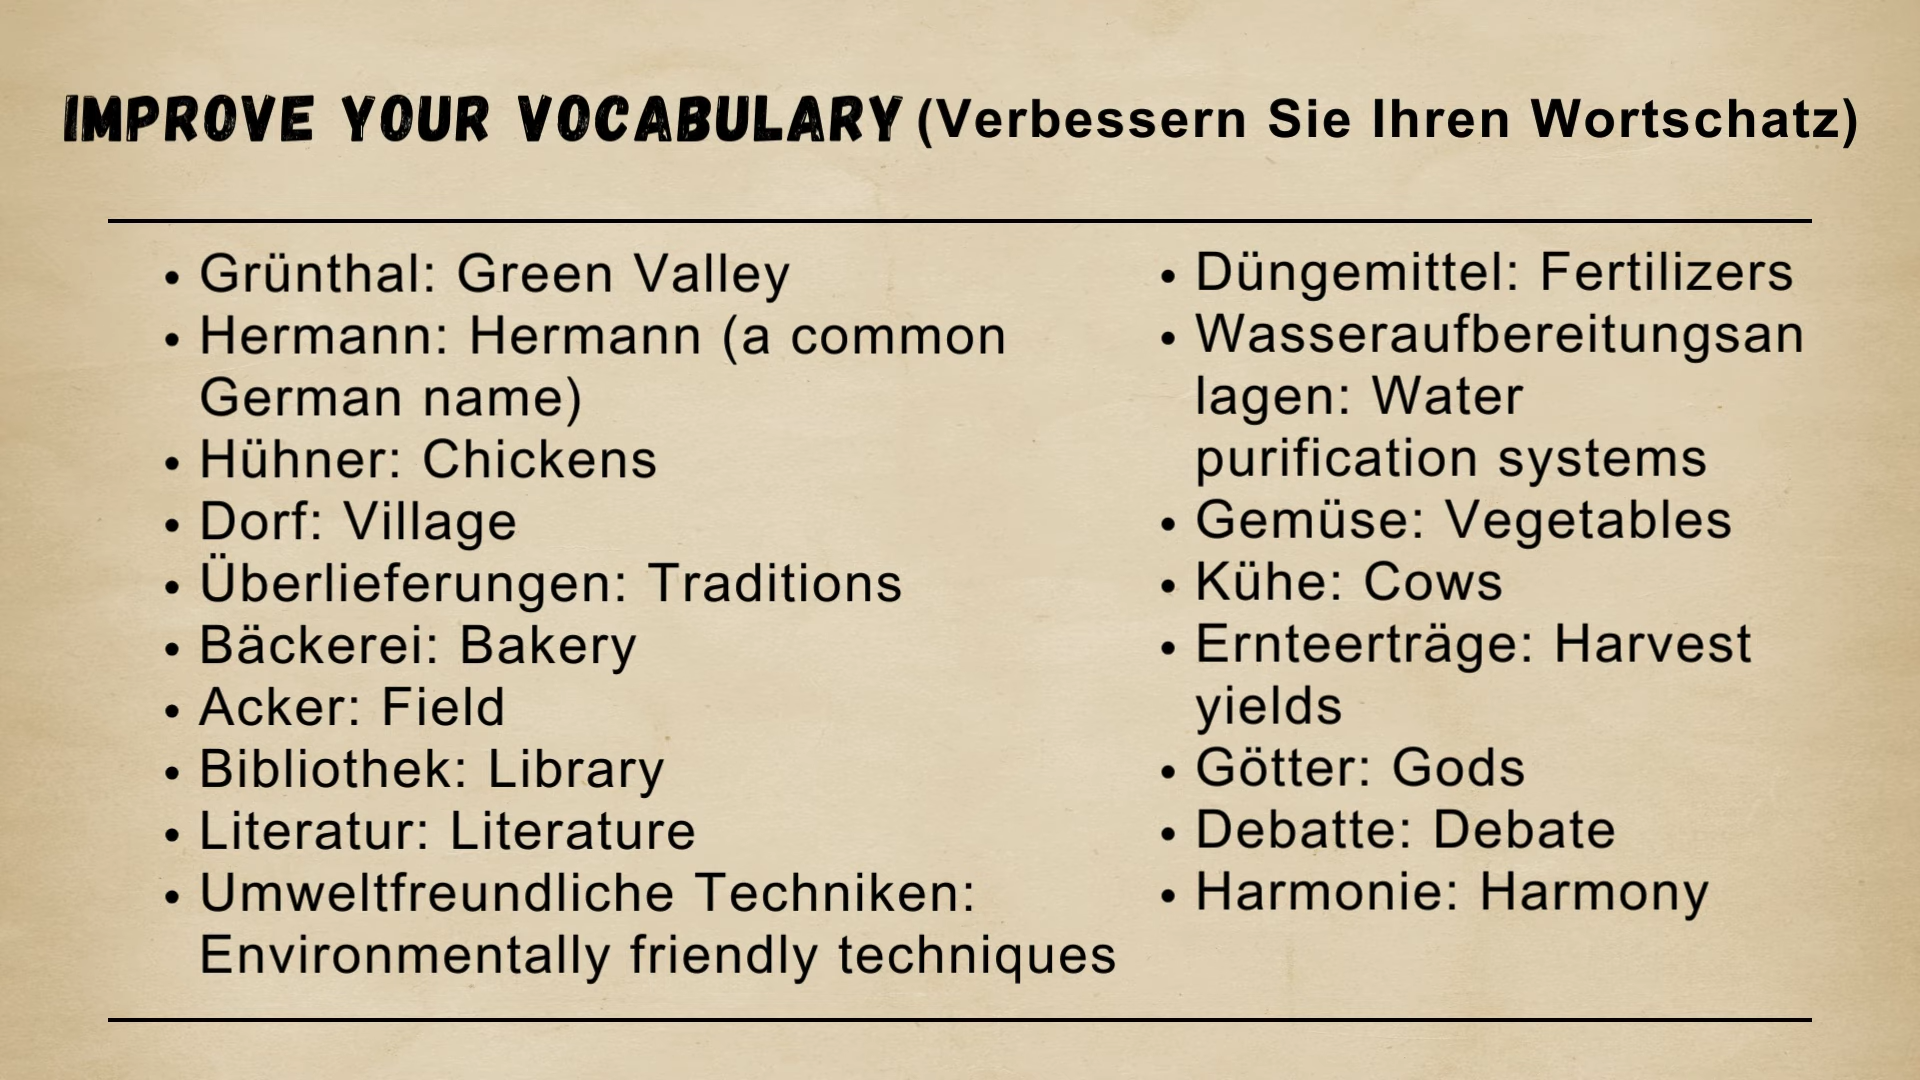 IMPROVE YOUR VOCABULARY (Verbessern Sie Ihren Wortschatz)
• Grünthal: Green Valley
• Hermann: Hermann (a common
German name)
• Hühner: Chickens
• Dorf: Village
• Überlieferungen: Traditions
• Bäckerei: Bakery
• Acker: Field
• Bibliothek: Library
• Literatur: Literature
• Umweltfreundliche Techniken:
Environmentally friendly techniques
• Düngemittel: Fertilizers
• Wasseraufbereitungsan
lagen: Water
purification systems
• Gemüse: Vegetables
• Kühe: Cows
• Ernteerträge: Harvest
yields
• Götter: Gods
• Debatte: Debate
• Harmonie: Harmony